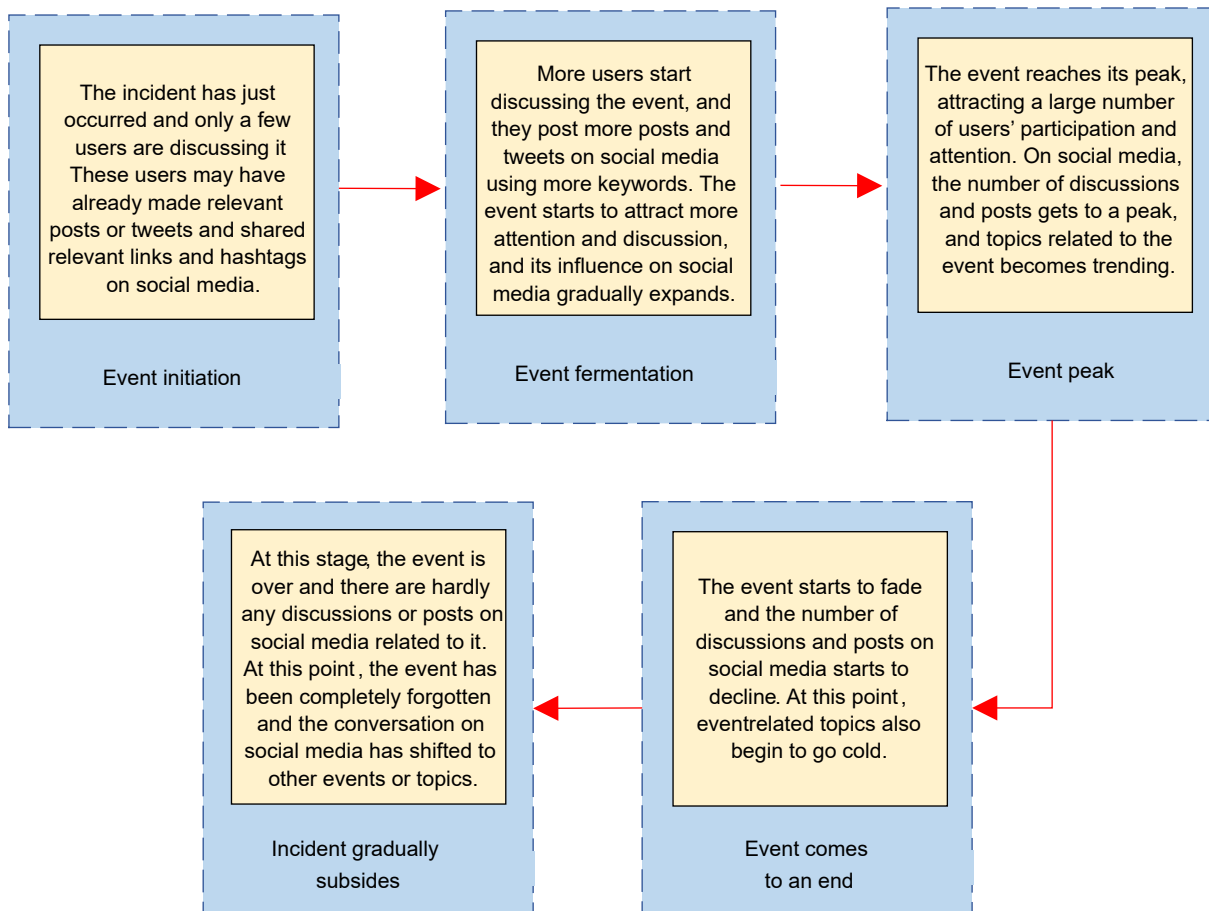 The incident has just
occurred and only a few
users are discussing it
These users may have
already made relevant
posts or tweets and shared
relevant links and hashtags
on social media.
Event initiation
More users start
discussing the event, and
they post more posts and
tweets on social media
using more keywords. The
event starts to attract more
attention and discussion,
and its influence on social
media gradually expands.
Event fermentation
The event reaches its peak,
attracting a large number
of users’ participation and
attention. On social media,
the number of discussions
and posts gets to a peak,
and topics related to the
event becomes trending.
Event peak
The event starts to fade
and the number of
discussions and posts on
social media starts to
decline. At this point,
eventrelated topics also
begin to go cold.
Event comes
to an end
At this stage, the event is
over and there are hardly
any discussions or posts on
social media related to it.
At this point, the event has
been completely forgotten
and the conversation on
social media has shifted to
other events or topics.
Incident gradually
subsides